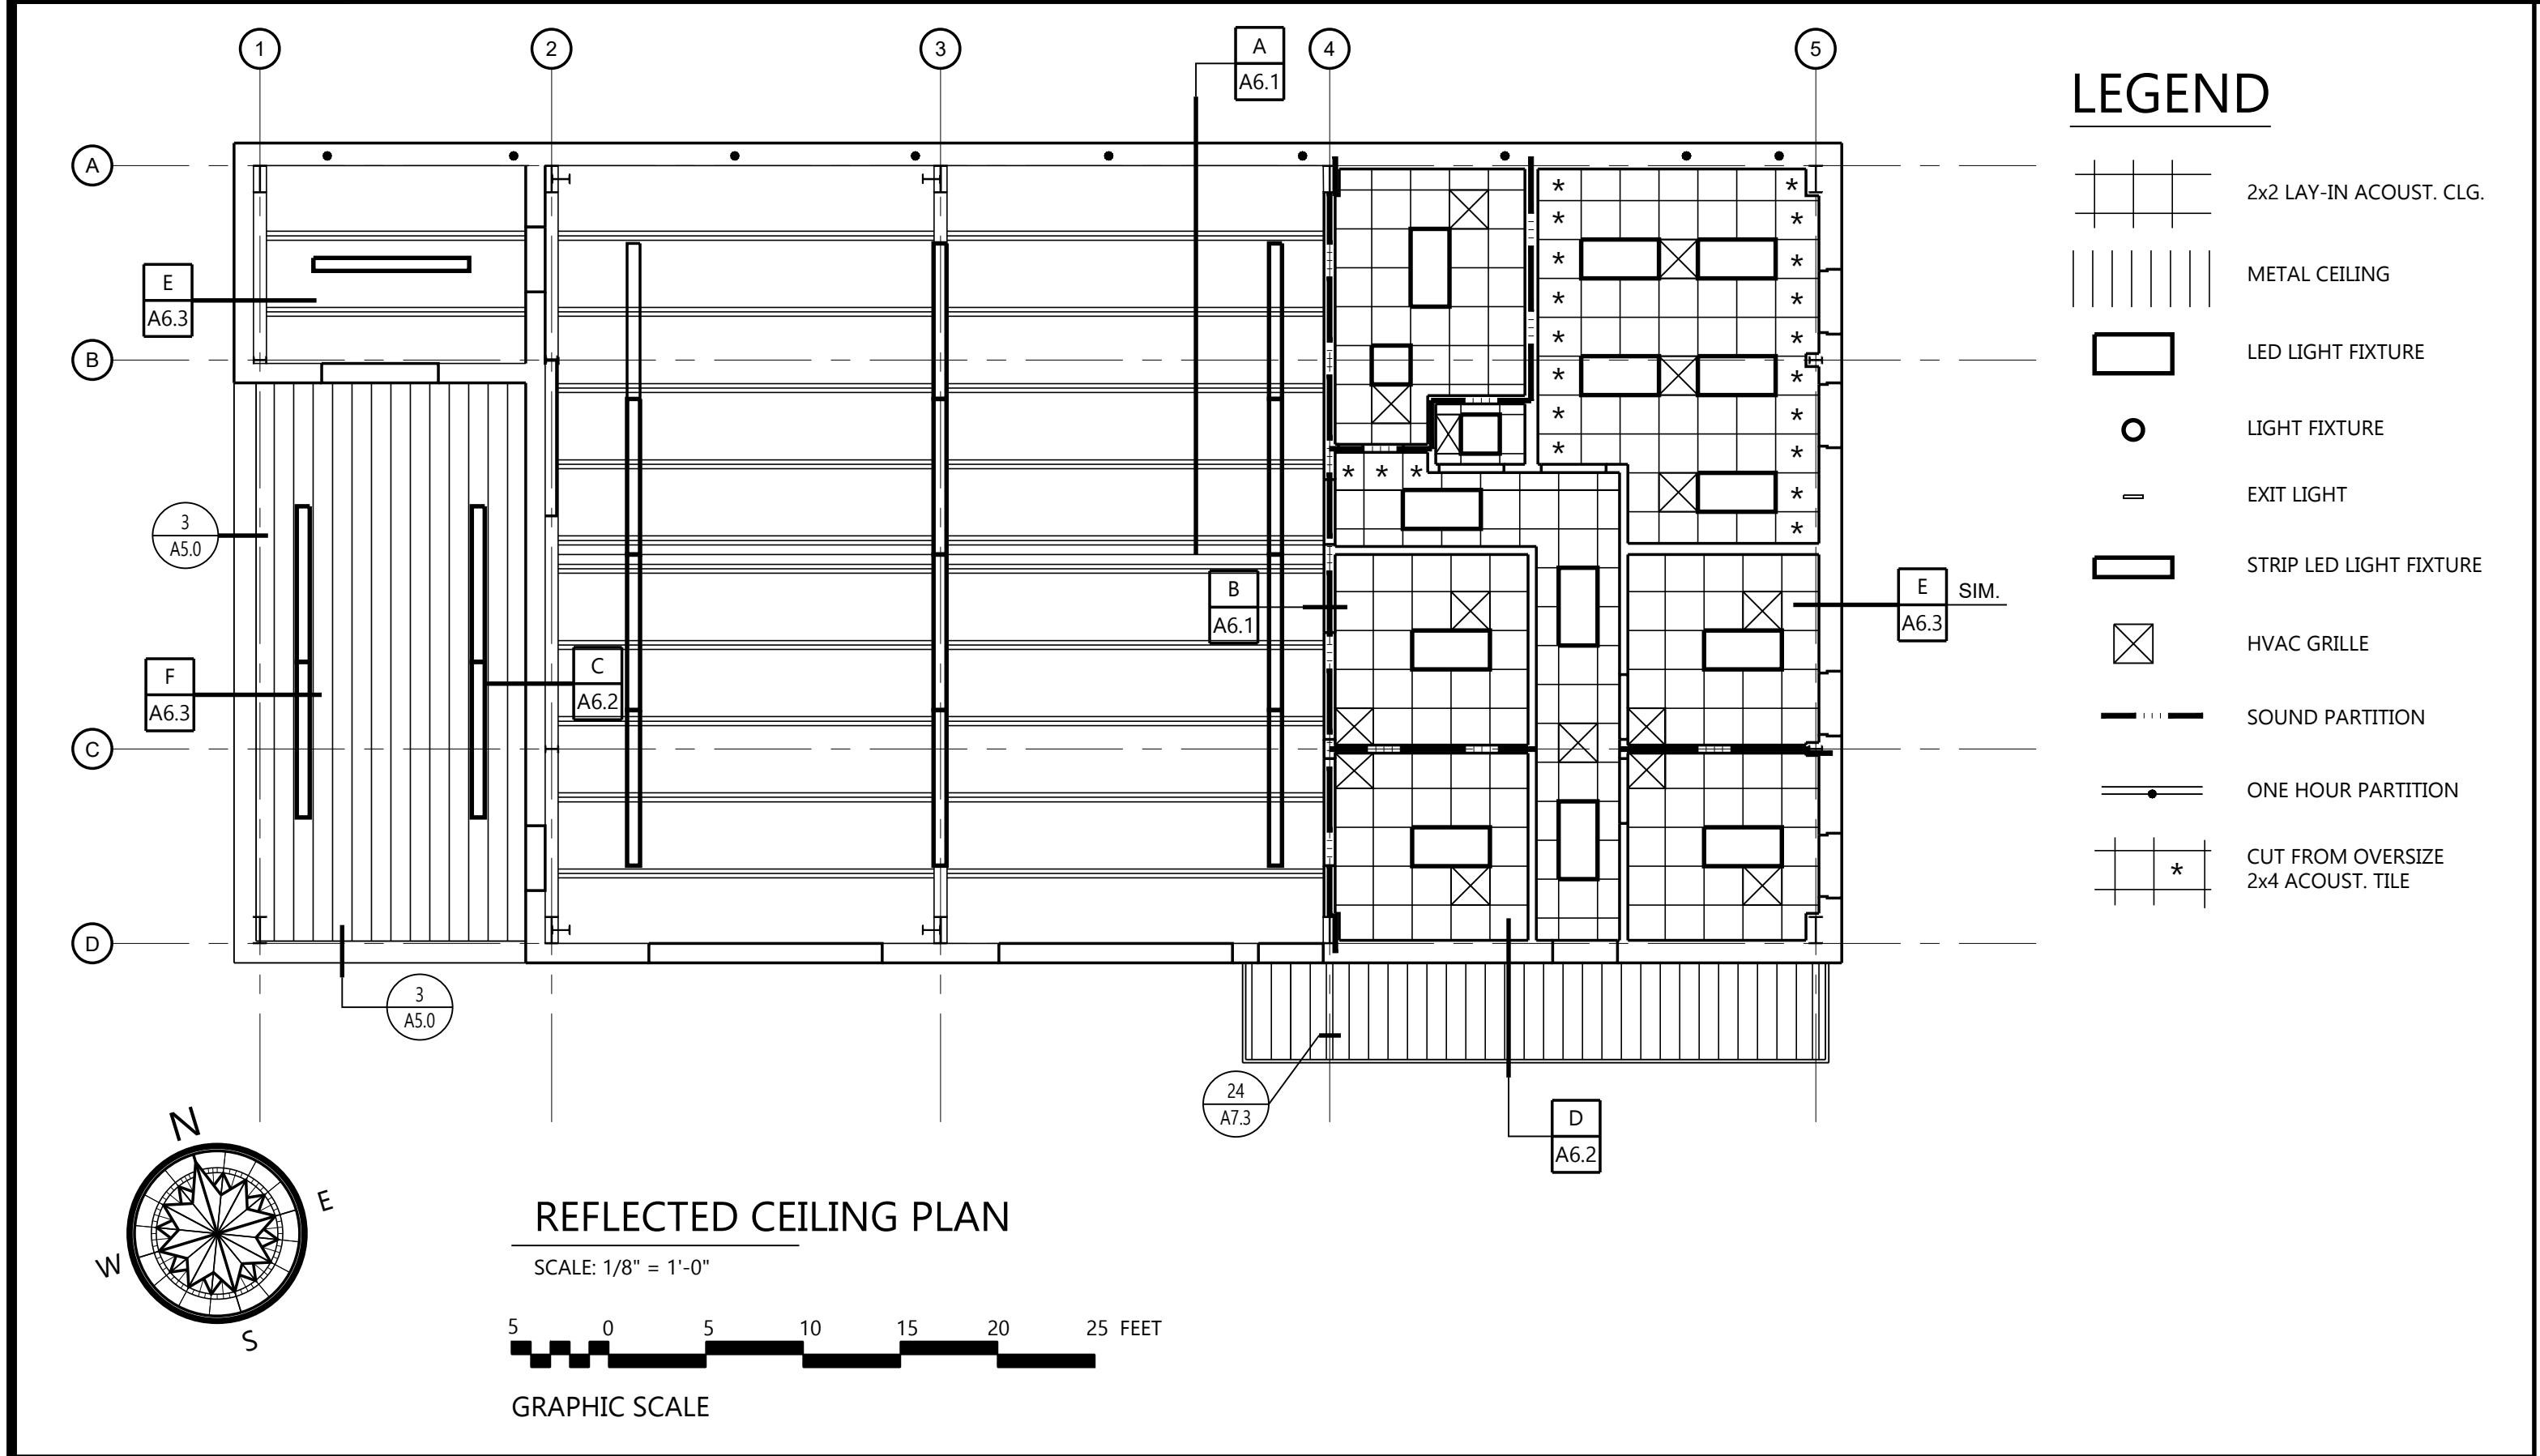 1
2
3
4
5
A
A6.1
A
B
C
D
E
A6.3
3
A5.0
F
A6.3
C
A6.2
B
A6.1
E
A6.3
SIM.
3
A5.0
24
A7.3
D
A6.2
LEGEND
2x2 LAY-IN ACOUST. CLG.
METAL CEILING
LED LIGHT FIXTURE
LIGHT FIXTURE
EXIT LIGHT
STRIP LED LIGHT FIXTURE
HVAC GRILLE
SOUND PARTITION
ONE HOUR PARTITION
CUT FROM OVERSIZE
2x4 ACOUST. TILE
N
E
W
S
REFLECTED CEILING PLAN
SCALE: 1/8" = 1'-0"
5 0 5 10 15 20 25 FEET
GRAPHIC SCALE